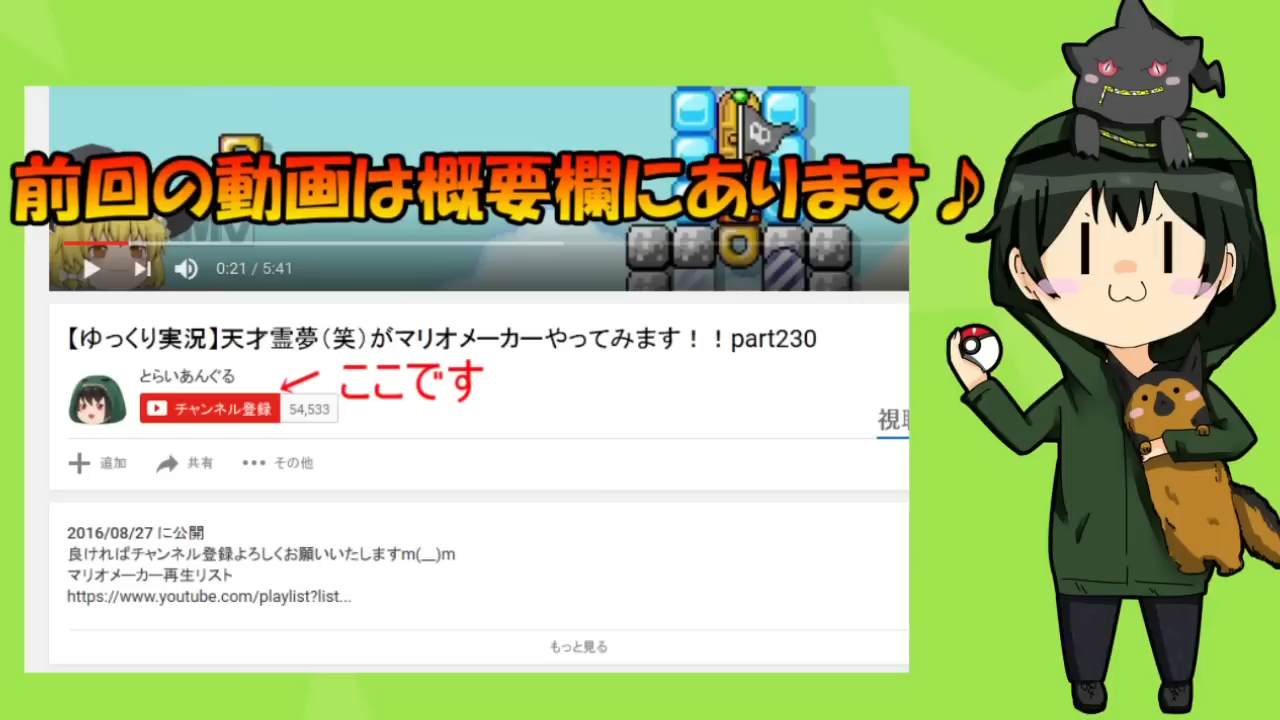 前回の動画は概要欄にあります♪
0:21 / 5:41
【ゆっくり実況】天才霊夢（笑）がマリオメーカーやってみます！！part230
とらいあんぐる
← ここです
チャンネル登録 54,533
視聴
追加 共有 その他
2016/08/27 に公開
良ければチャンネル登録よろしくお願いいたしますm(__)m
マリオメーカー再生リスト
https://www.youtube.com/playlist?list...
もっと見る